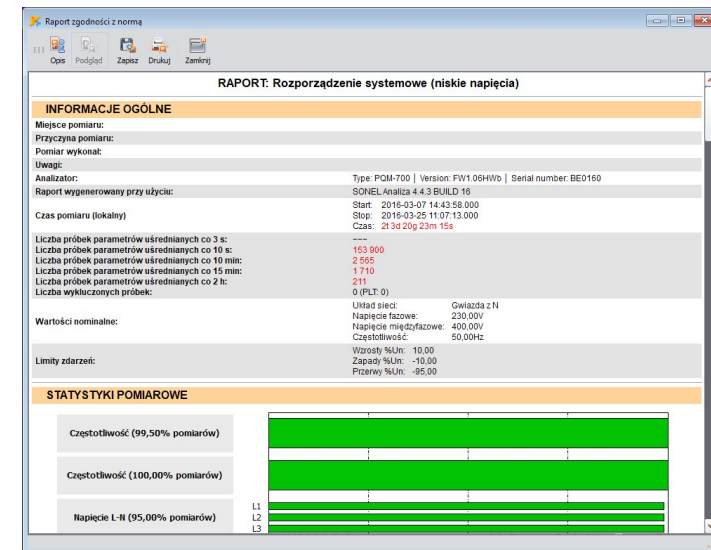 Raport zgodności z normą
Opis Podgląd Zapisz Drukuj Zamknij
RAPORT: Rozporządzenie systemowe (niskie napięcia)
INFORMACJE OGÓLNE
Miejsce pomiaru:
Przyczyna pomiaru:
Pomiar wykonał:
Uwagi:
Analizator: Type: PQM-700 | Version: FW1.06HWb | Serial number: BE0160
Raport wygenerowany przy użyciu: SONEL Analiza 4.4.3 BUILD 16
Czas pomiaru (lokalny)
Start: 2016-03-07 14:43:58.000
Stop: 2016-03-25 11:07:13.000
Czas: 2t 3d 20g 23m 15s
Liczba próbek parametrów uśrednianych co 3 s: ---
Liczba próbek parametrów uśrednianych co 10 s: 153 900
Liczba próbek parametrów uśrednianych co 10 min: 2 565
Liczba próbek parametrów uśrednianych co 15 min: 1 710
Liczba próbek parametrów uśrednianych co 2 h: 211
Liczba wykluczonych próbek: 0 (PLT: 0)
Wartości nominalne:
Układ sieci: Gwiazda z N
Napięcie fazowe: 230,00V
Napięcie międzyfazowe: 400,00V
Częstotliwość: 50,00Hz
Limity zdarzeń:
Wzrosty %Un: 10,00
Zapady %Un: -10,00
Przerwy %Un: -95,00
STATYSTYKI POMIAROWE
Częstotliwość (99,50% pomiarów)
Częstotliwość (100,00% pomiarów)
Napięcie L-N (95,00% pomiarów)
L1
L2
L3